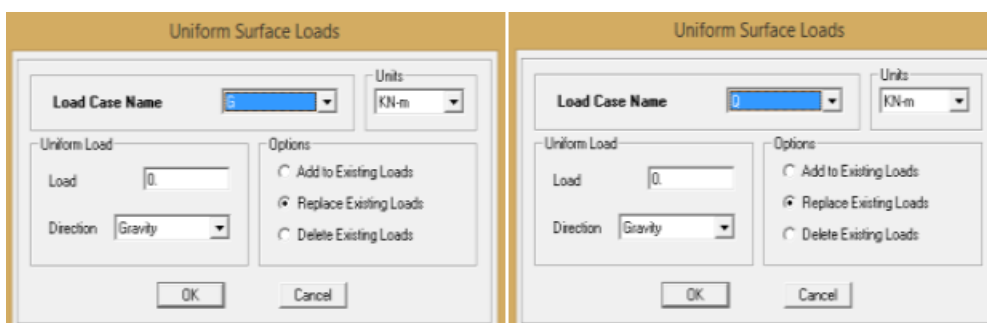 Uniform Surface Loads
Load Case Name
G
Units
KN-m
Uniform Load
Load
0.
Direction
Gravity
Options
Add to Existing Loads
Replace Existing Loads
Delete Existing Loads
OK
Cancel
Uniform Surface Loads
Load Case Name
Q
Units
KN-m
Uniform Load
Load
0.
Direction
Gravity
Options
Add to Existing Loads
Replace Existing Loads
Delete Existing Loads
OK
Cancel